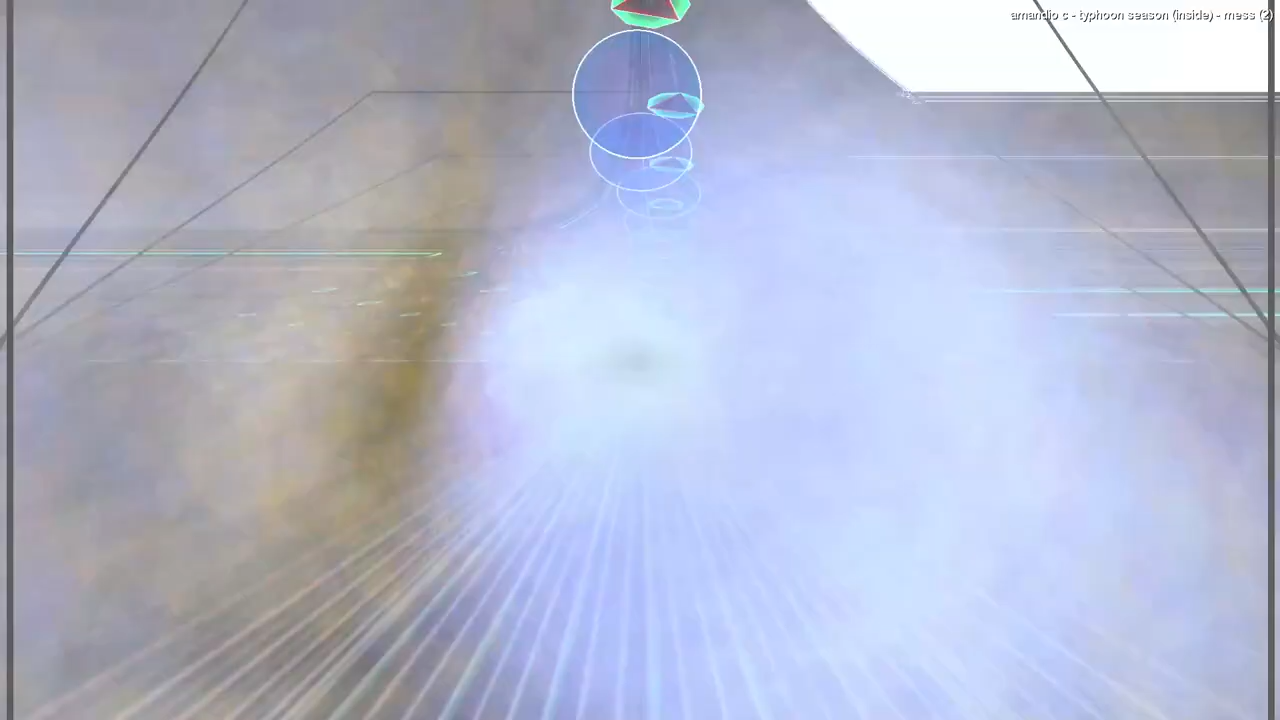 amandio c - typhoon season (inside) - mess (2)